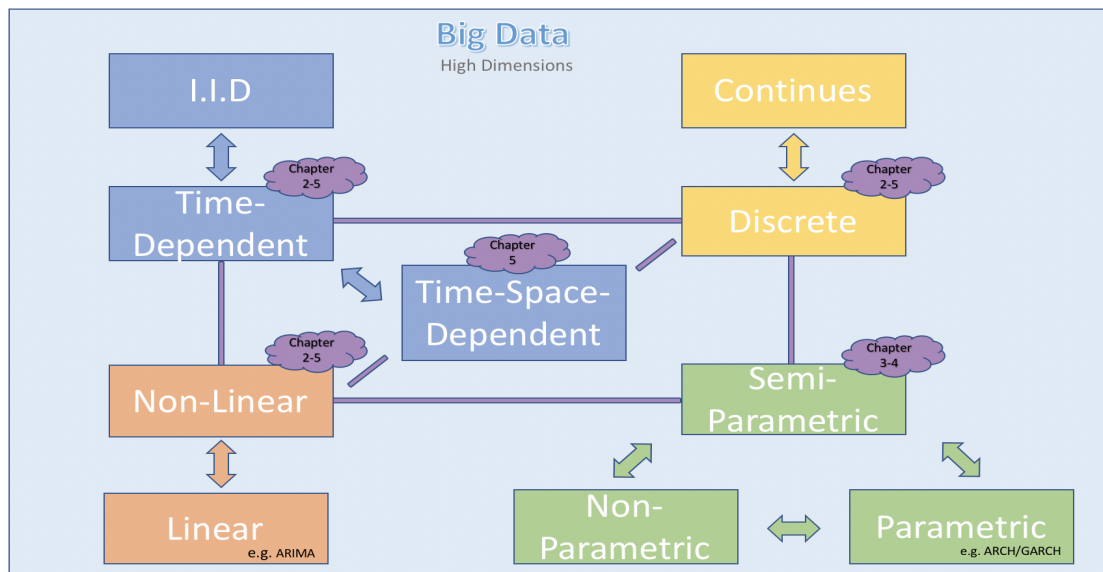 Big Data
High Dimensions
I.I.D
Continues
Chapter
2-5
Chapter
2-5
Time-
Dependent
Discrete
Chapter
5
Time-Space-
Dependent
Chapter
2-5
Chapter
3-4
Non-Linear
Semi-
Parametric
Linear
e.g. ARIMA
Non-
Parametric
Parametric
e.g. ARCH/GARCH